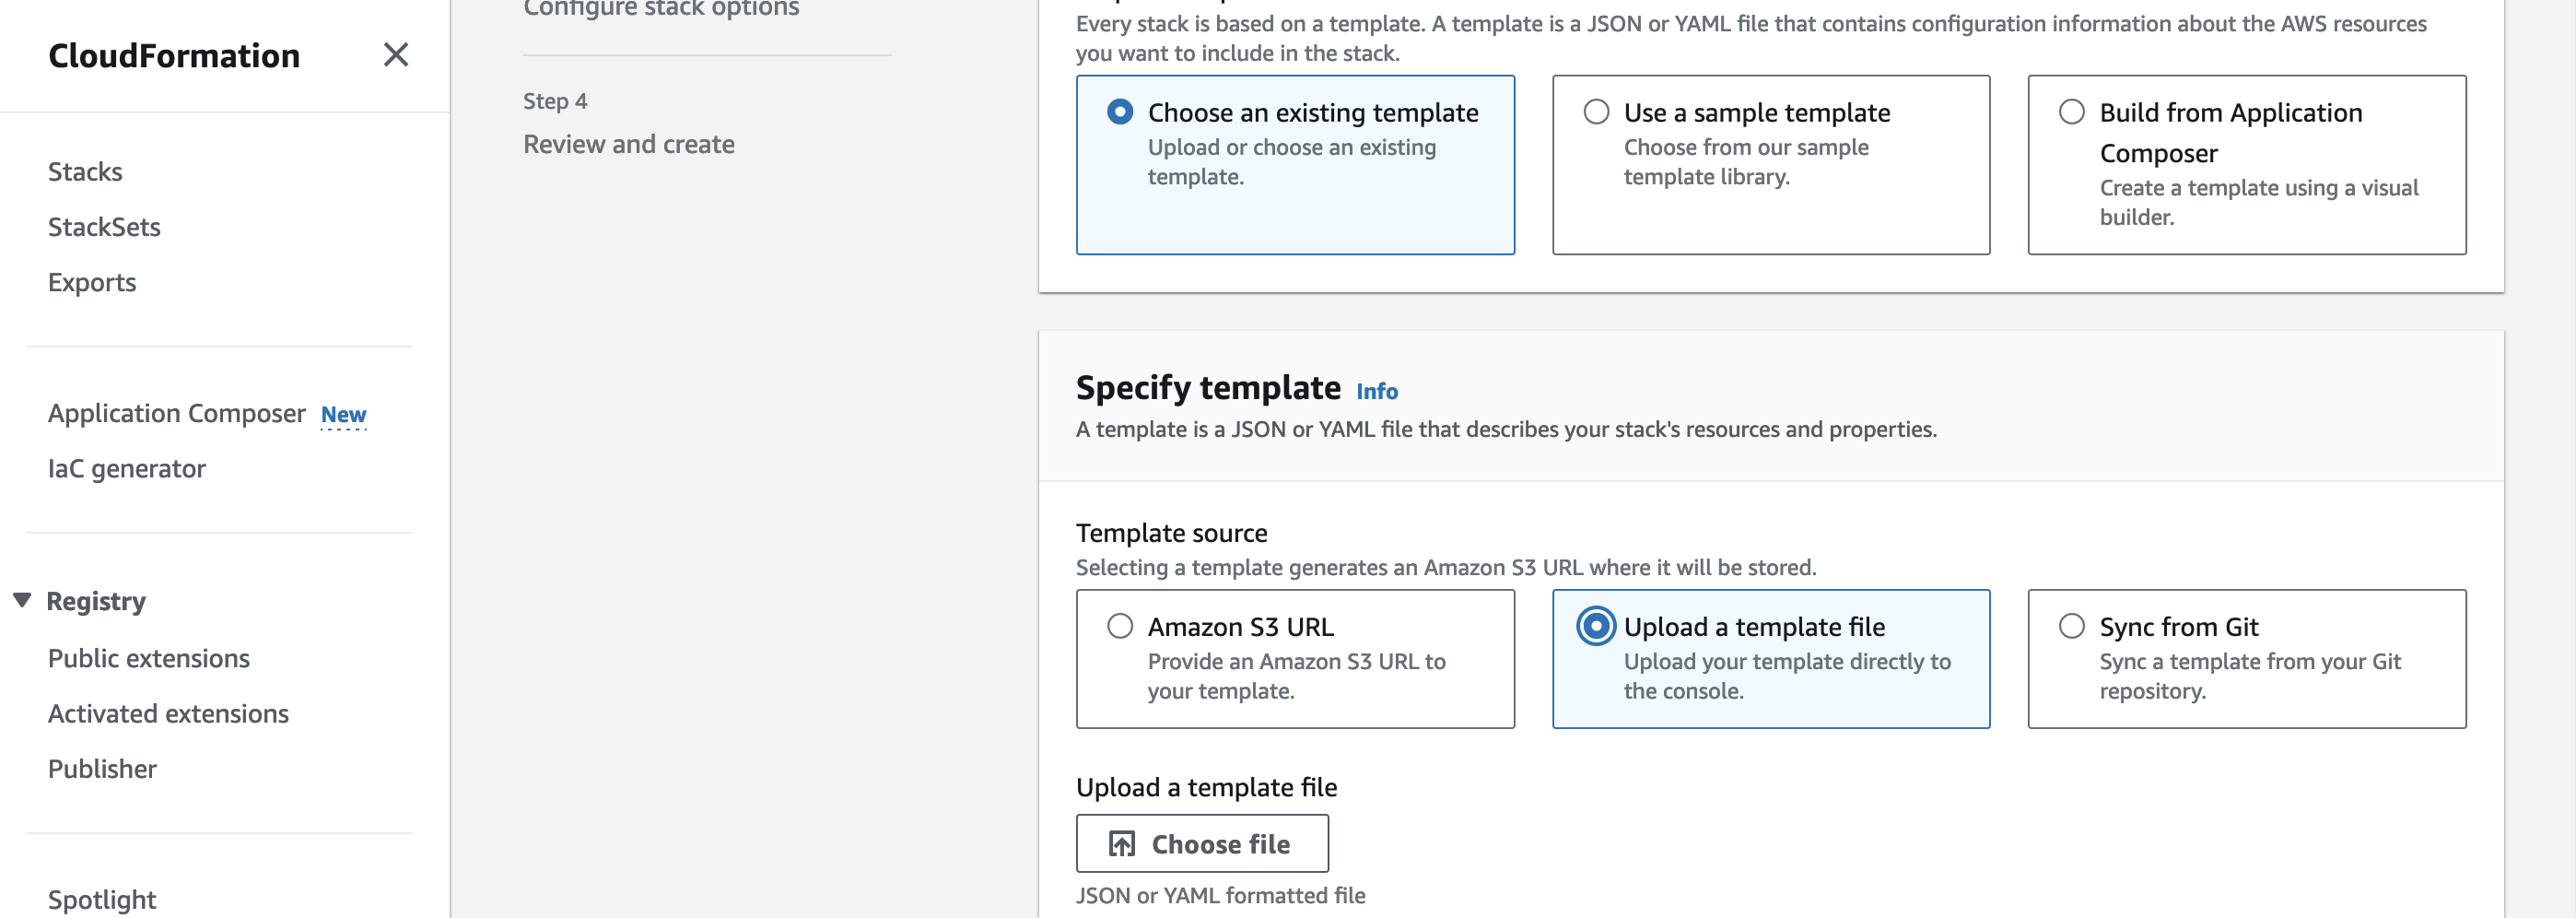 CloudFormation
Stacks
StackSets
Exports
Application Composer New
IaC generator
Registry
Public extensions
Activated extensions
Publisher
Spotlight
Configure stack options
Step 4
Review and create
Every stack is based on a template. A template is a JSON or YAML file that contains configuration information about the AWS resources
you want to include in the stack.
Choose an existing template
Upload or choose an existing
template.
Use a sample template
Choose from our sample
template library.
Build from Application
Composer
Create a template using a visual
builder.
Specify template Info
A template is a JSON or YAML file that describes your stack's resources and properties.
Template source
Selecting a template generates an Amazon S3 URL where it will be stored.
Amazon S3 URL
Provide an Amazon S3 URL to
your template.
Upload a template file
Upload your template directly to
the console.
Sync from Git
Sync a template from your Git
repository.
Upload a template file
Choose file
JSON or YAML formatted file